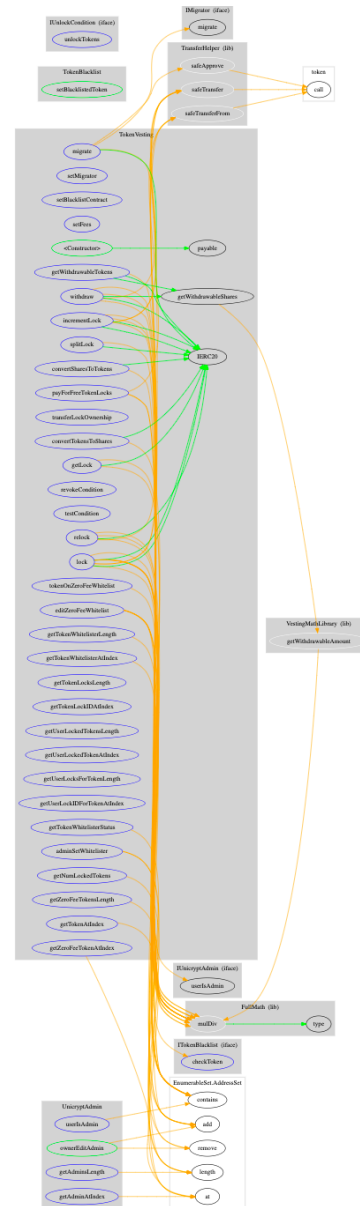 IUnlockCondition (iface)
unlockTokens
IMigrator (iface)
migrate
TransferHelper (lib)
safeApprove
safeTransfer
safeTransferFrom
token
call
TokenBlacklist
setBlacklistedToken
TokenVesting
migrate
setMigrator
setBlacklistContract
setFees
<Constructor>
payable
getWithdrawableTokens
withdraw
getWithdrawableShares
incrementLock
splitLock
IERC20
convertSharesToTokens
payForFreeTokenLocks
transferLockOwnership
convertTokensToShares
getLock
revokeCondition
testCondition
relock
lock
tokenOnZeroFeeWhitelist
editZeroFeeWhitelist
getTokenWhitelisterLength
getTokenWhitelisterAtIndex
getTokenLocksLength
getTokenLockIDAtIndex
getUserLockedTokensLength
getUserLockedTokenAtIndex
getUserLocksForTokenLength
getUserLockIDForTokenAtIndex
getTokenWhitelisterStatus
adminSetWhitelister
getNumLockedTokens
getZeroFeeTokensLength
getTokenAtIndex
getZeroFeeTokenAtIndex
VestingMathLibrary (lib)
getWithdrawableAmount
IUnicryptAdmin (iface)
userIsAdmin
FullMath (lib)
mulDiv
type
ITokenBlacklist (iface)
checkToken
EnumerableSet.AddressSet
contains
add
remove
length
at
UnicryptAdmin
userIsAdmin
ownerEditAdmin
getAdminsLength
getAdminAtIndex